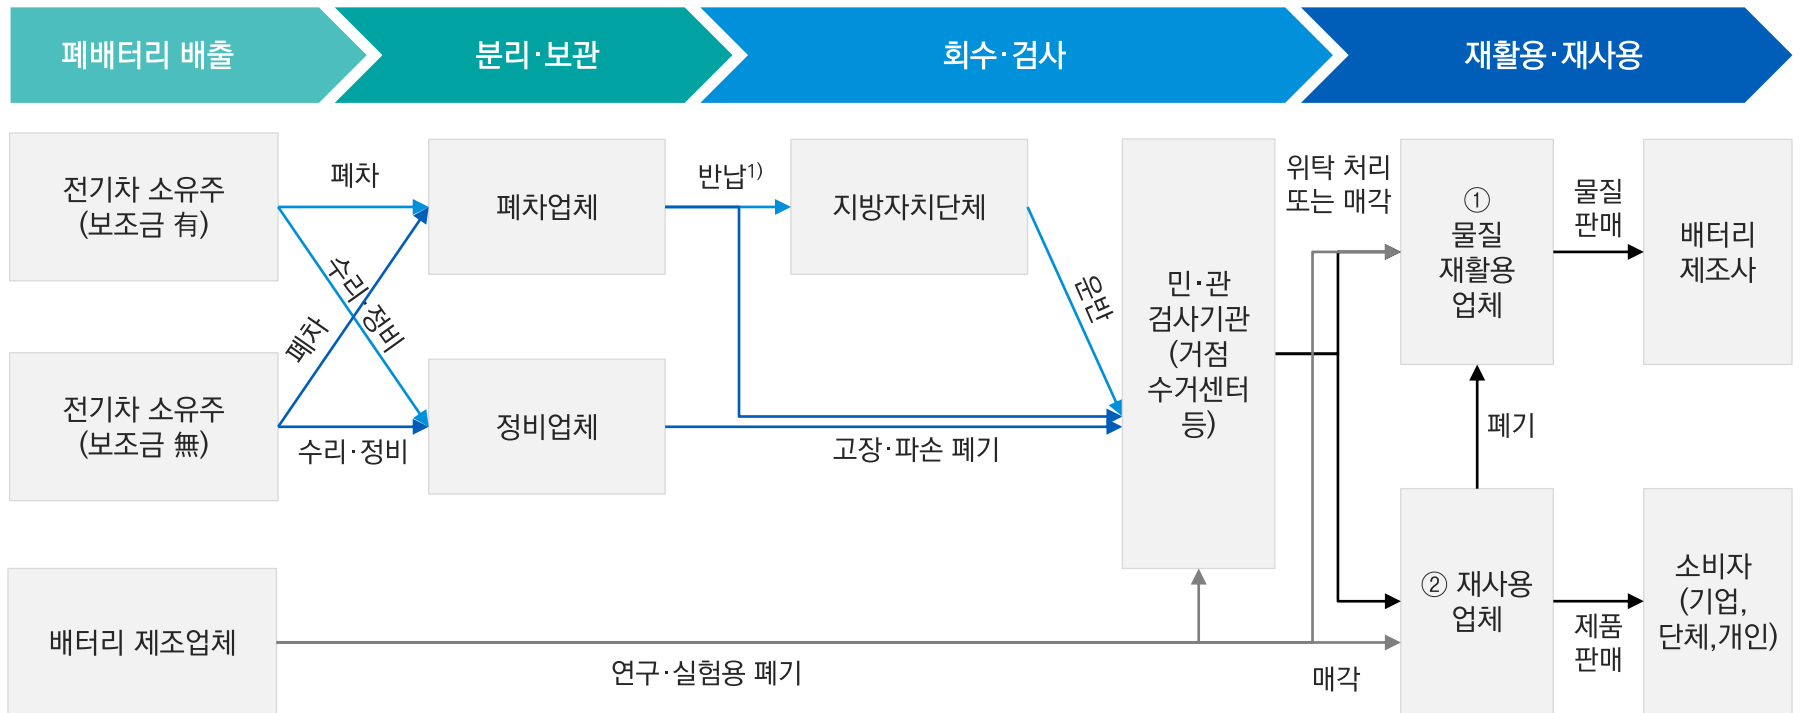 폐배터리 배출
분리·보관
회수·검사
재활용·재사용
전기차 소유주
(보조금 有)
폐차
폐차업체
반납1)
지방자치단체
민·관
검사기관
(거점
수거센터
등)
위탁 처리
또는 매각
①
물질
재활용
업체
물질
판매
배터리
제조사
수리·정비
폐차
운반
전기차 소유주
(보조금 無)
수리·정비
정비업체
고장·파손 폐기
폐기
배터리 제조업체
연구·실험용 폐기
매각
② 재사용
업체
제품
판매
소비자
(기업,
단체,개인)